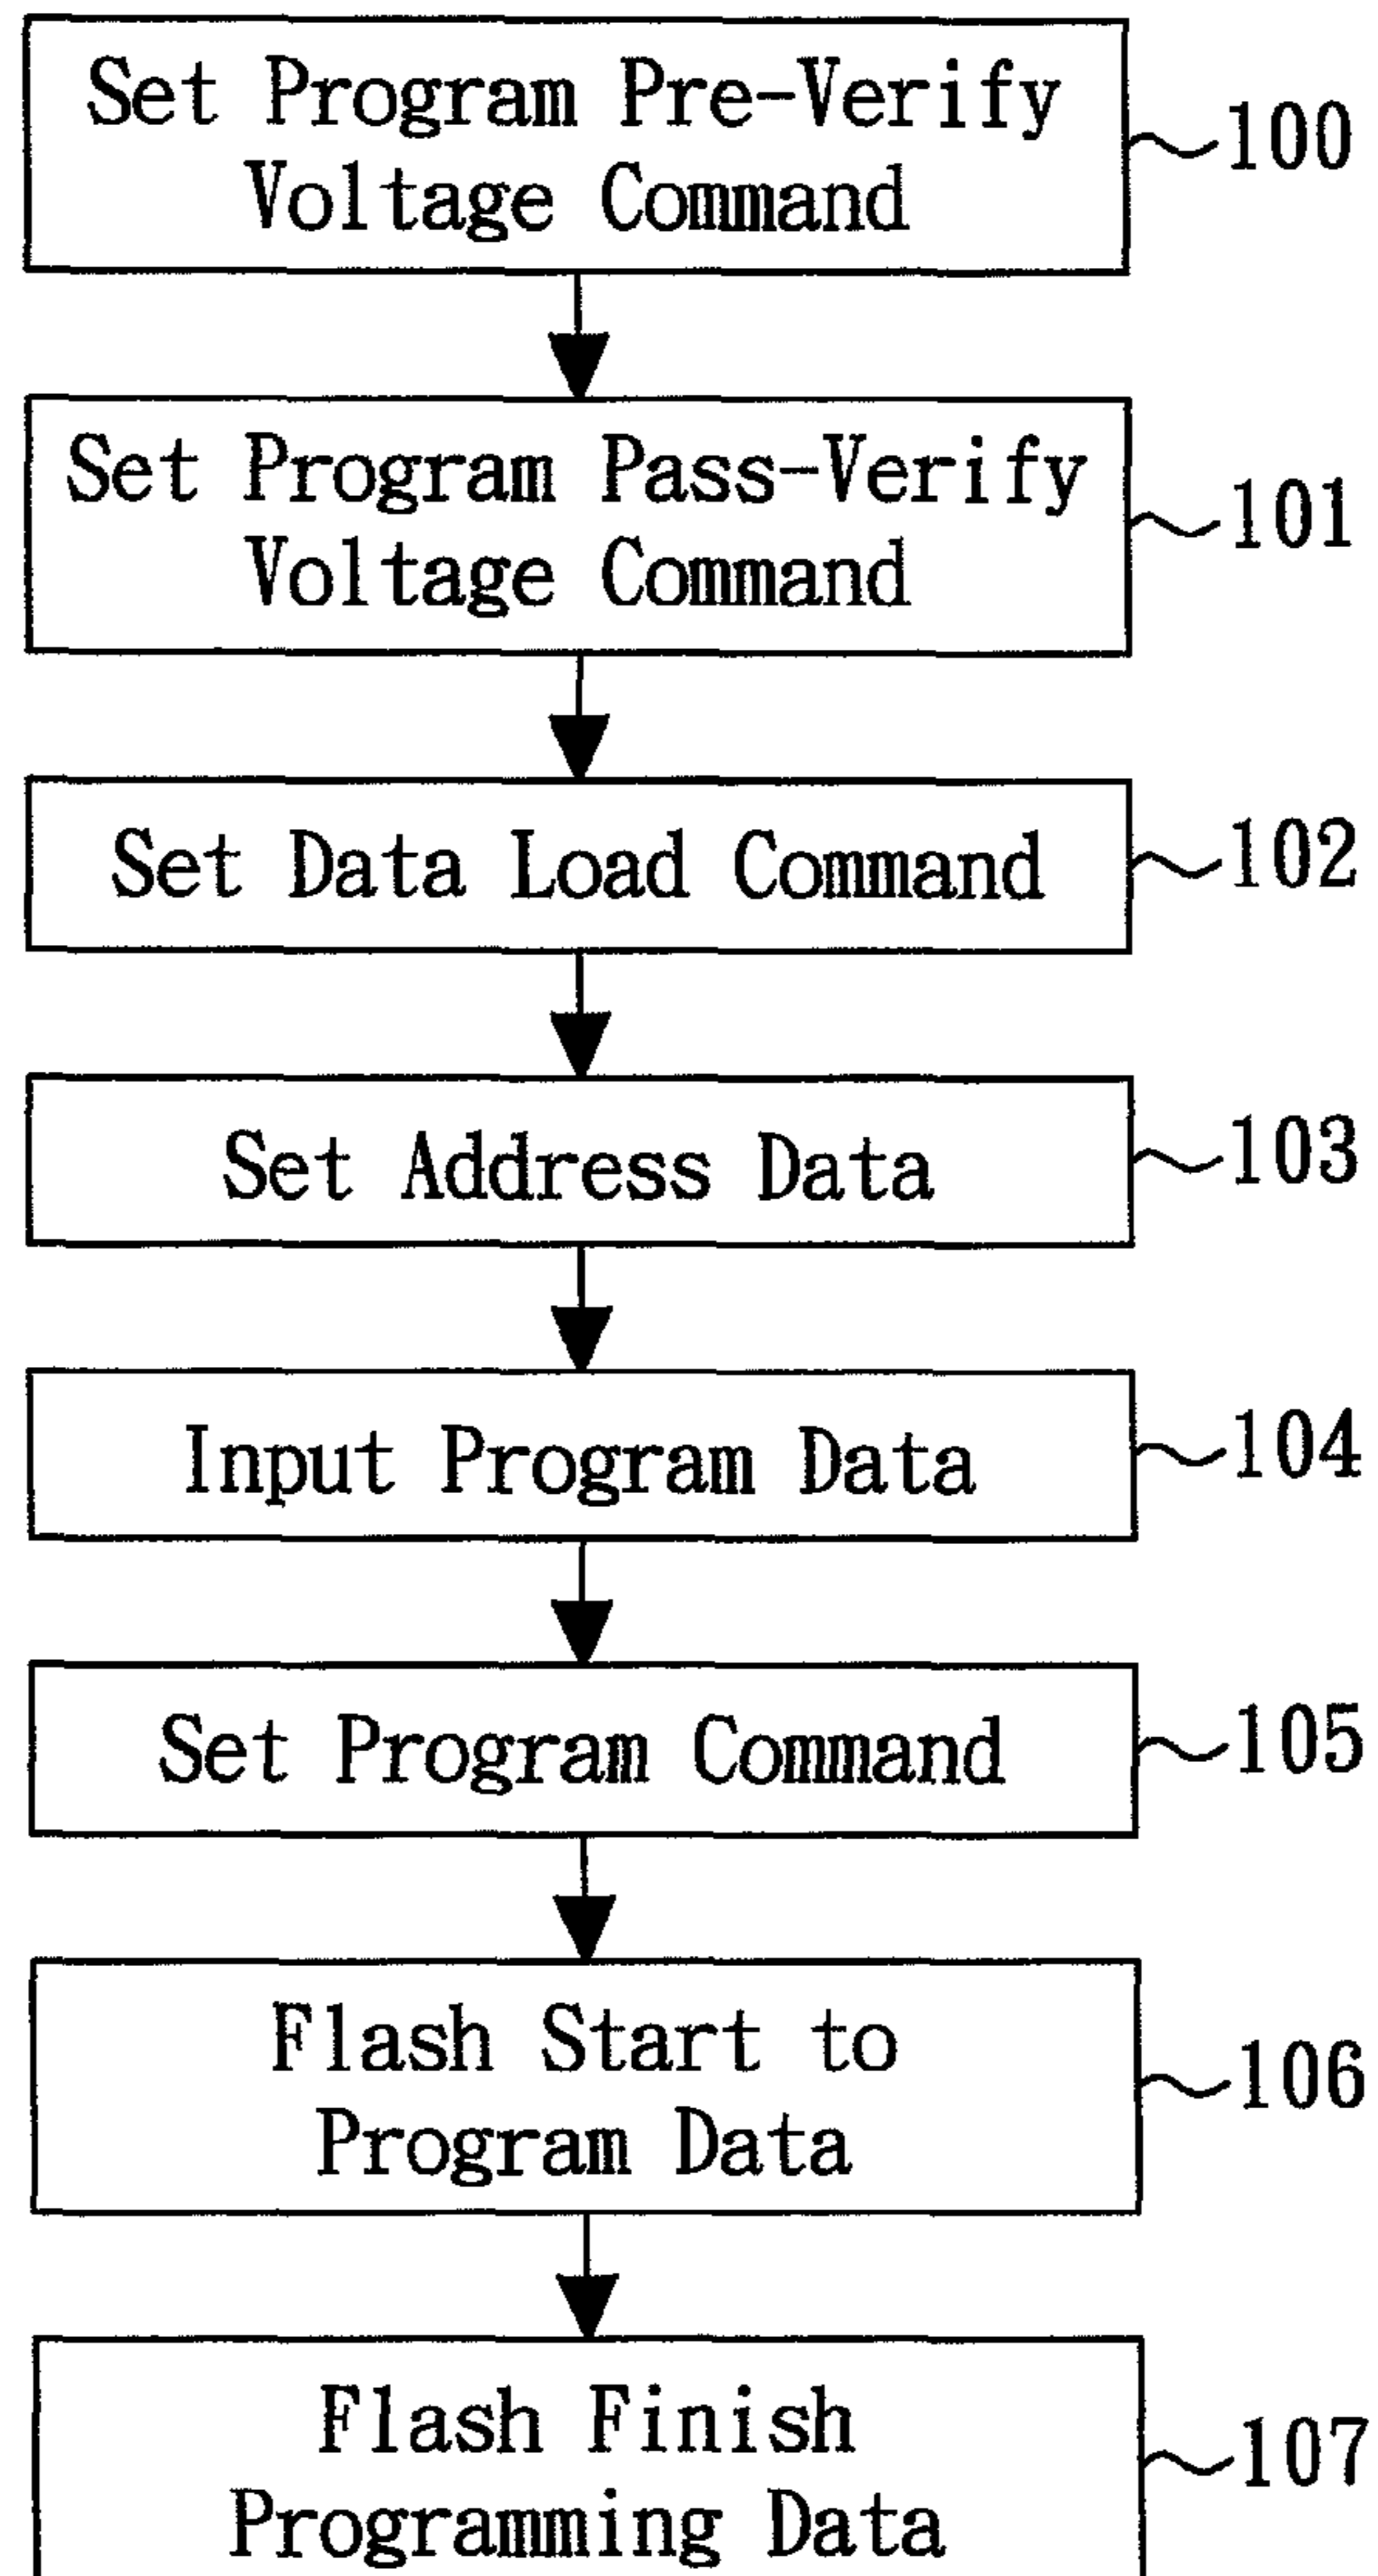 Set Program Pre-Verify
Voltage Command
100
Set Program Pass-Verify
Voltage Command
101
Set Data Load Command
102
Set Address Data
103
Input Program Data
104
Set Program Command
105
Flash Start to
Program Data
106
Flash Finish
Programming Data
107